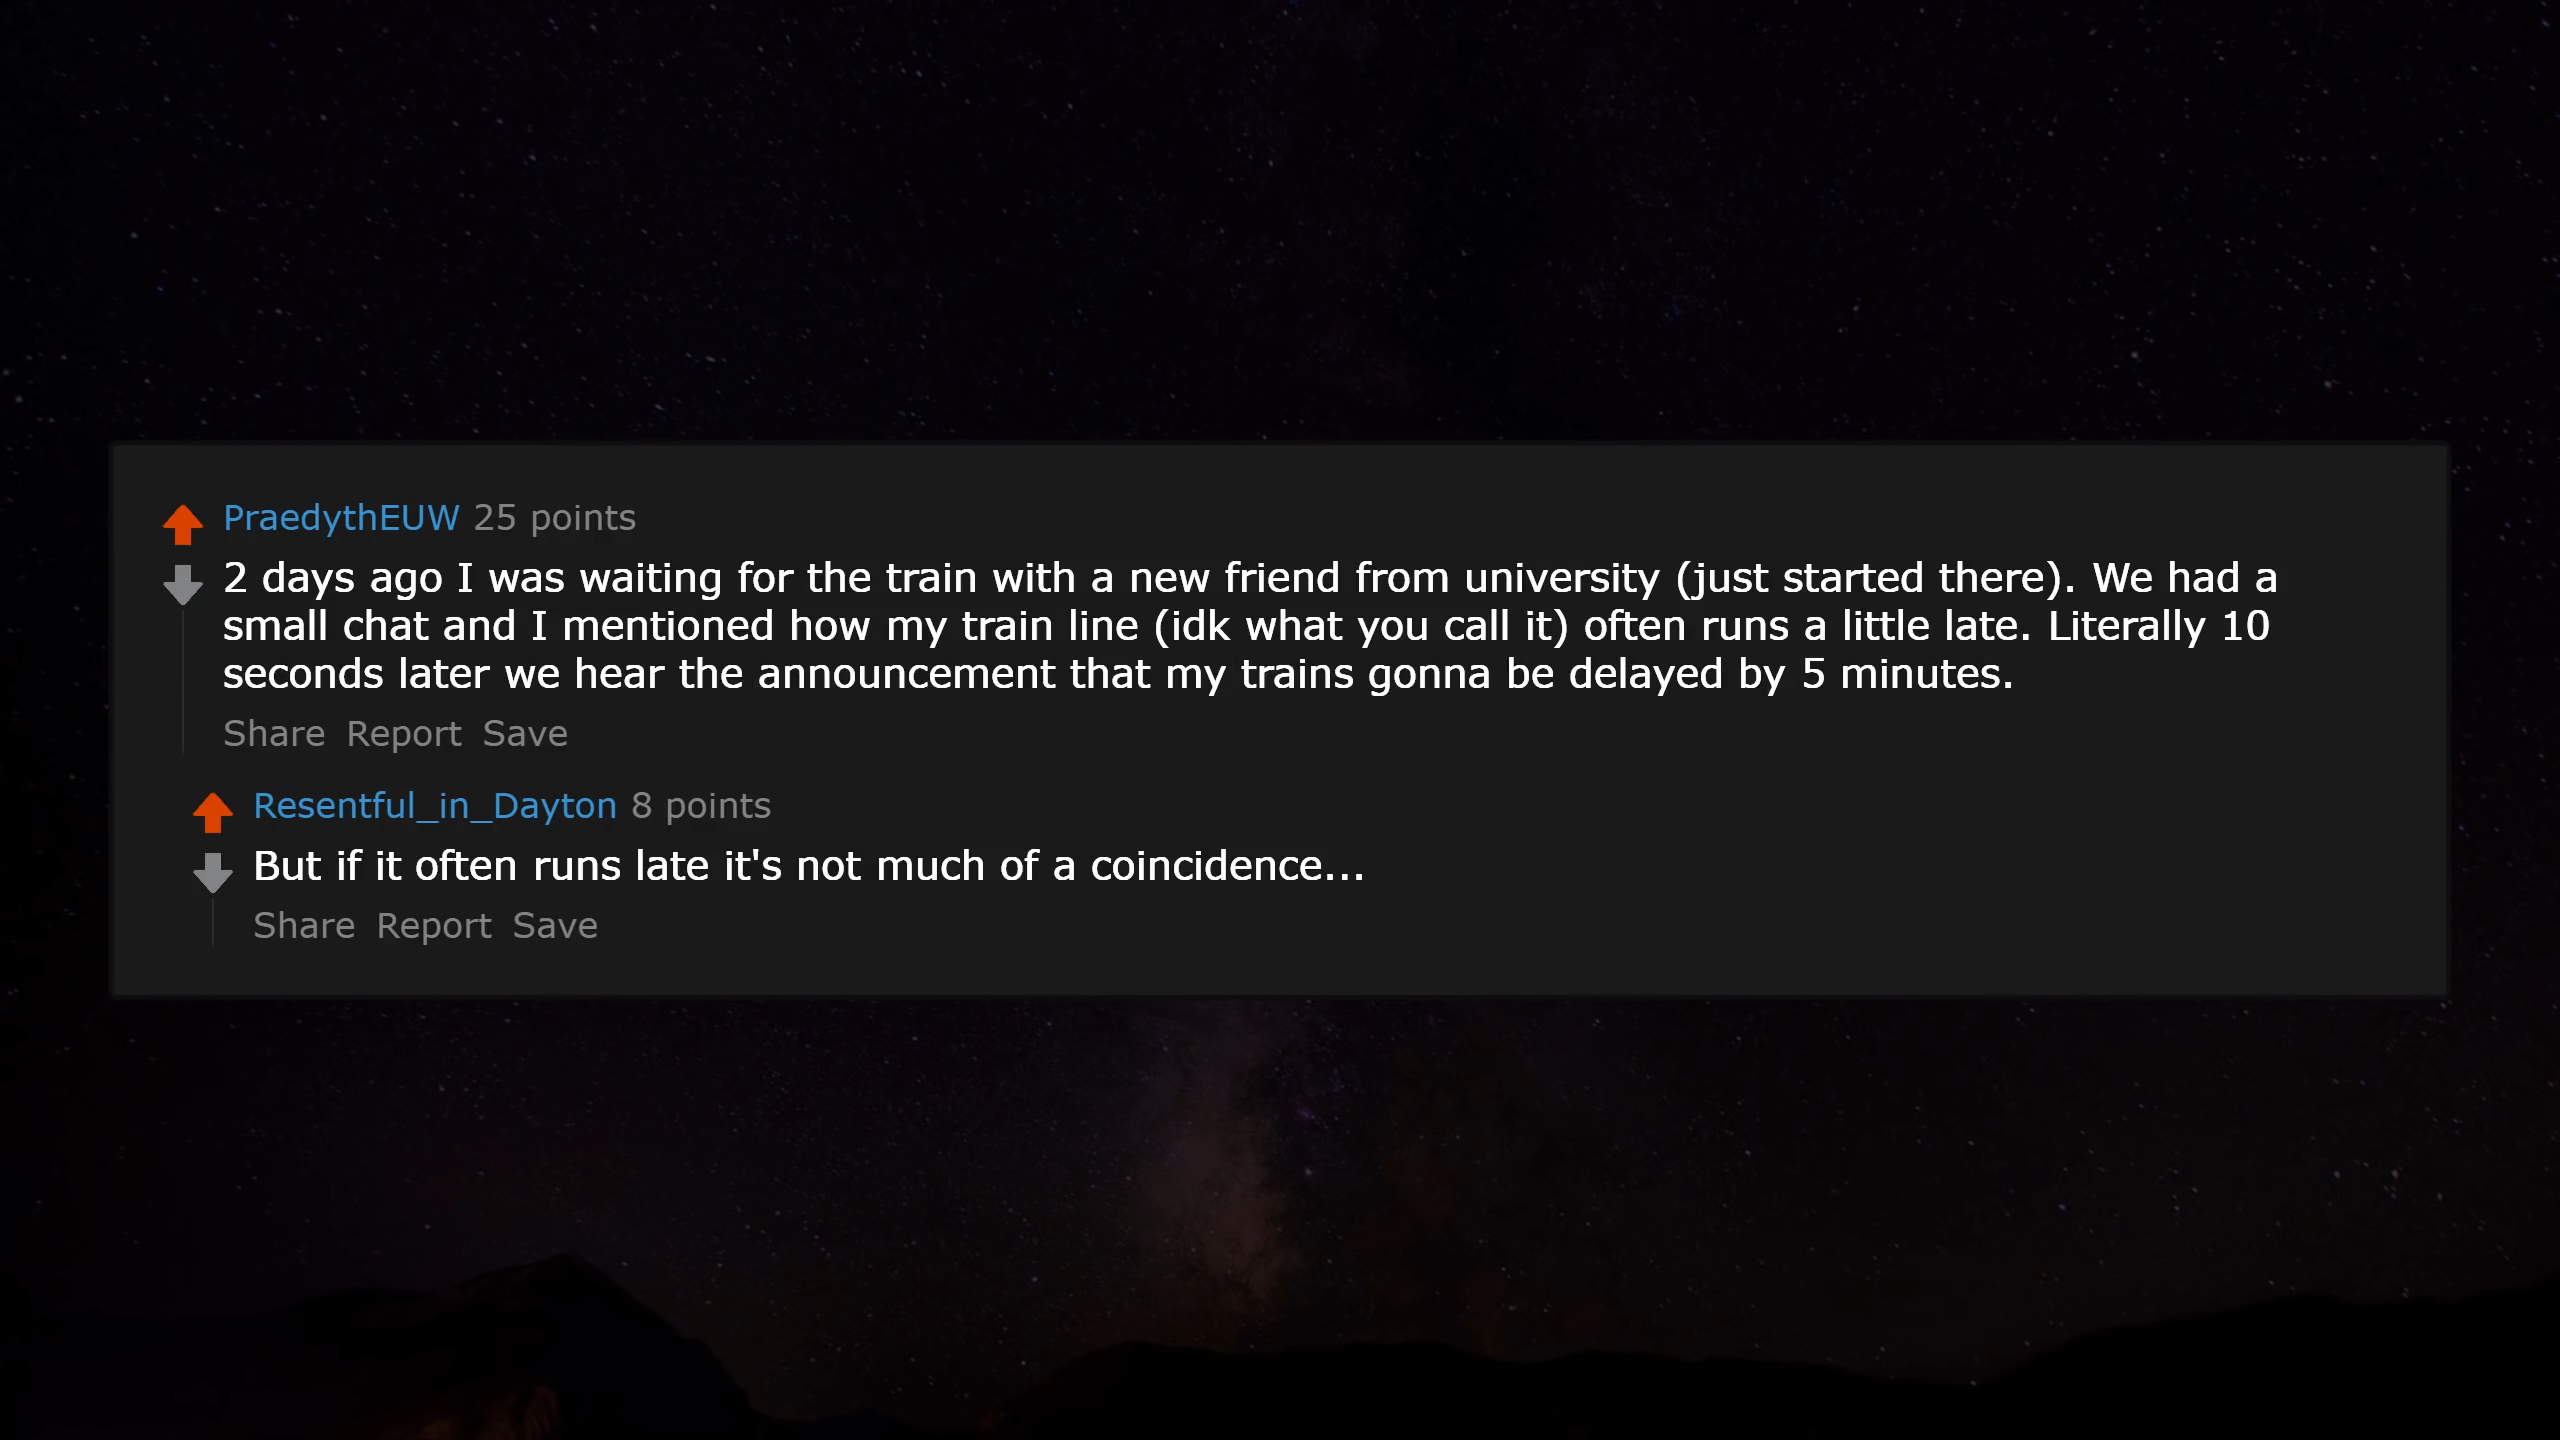 PraedythEUW 25 points
2 days ago I was waiting for the train with a new friend from university (just started there). We had a
small chat and I mentioned how my train line (idk what you call it) often runs a little late. Literally 10
seconds later we hear the announcement that my trains gonna be delayed by 5 minutes.
Share Report Save
Resentful_in_Dayton 8 points
But if it often runs late it's not much of a coincidence...
Share Report Save